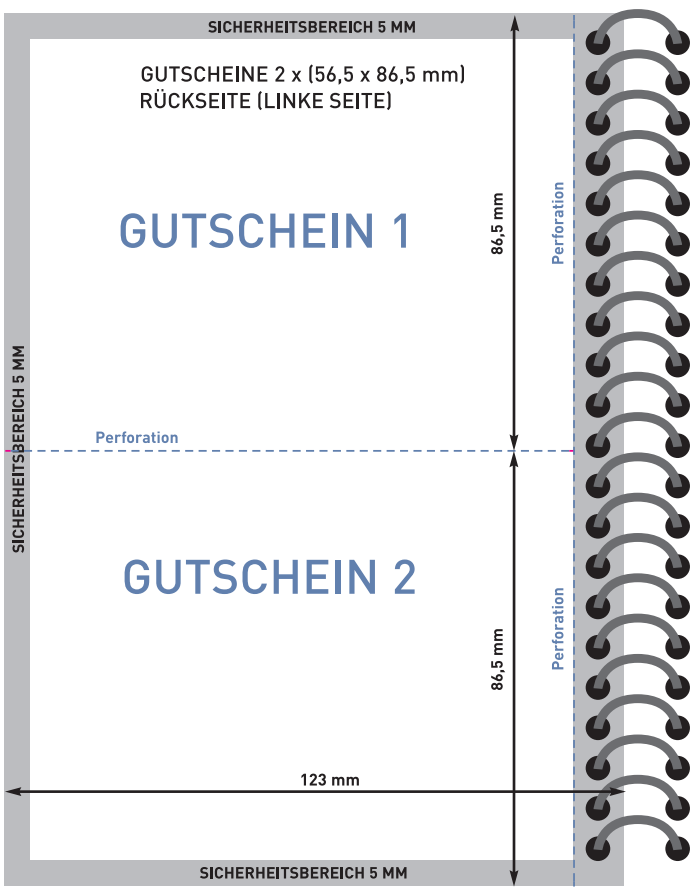 SICHERHEITSBEREICH 5 MM
GUTSCHEINE 2 x (56,5 x 86,5 mm)
RÜCKSEITE (LINKE SEITE)
GUTSCHEIN 1
86,5 mm
Perforation
SICHERHEITSBEREICH 5 MM
Perforation
GUTSCHEIN 2
86,5 mm
Perforation
123 mm
SICHERHEITSBEREICH 5 MM